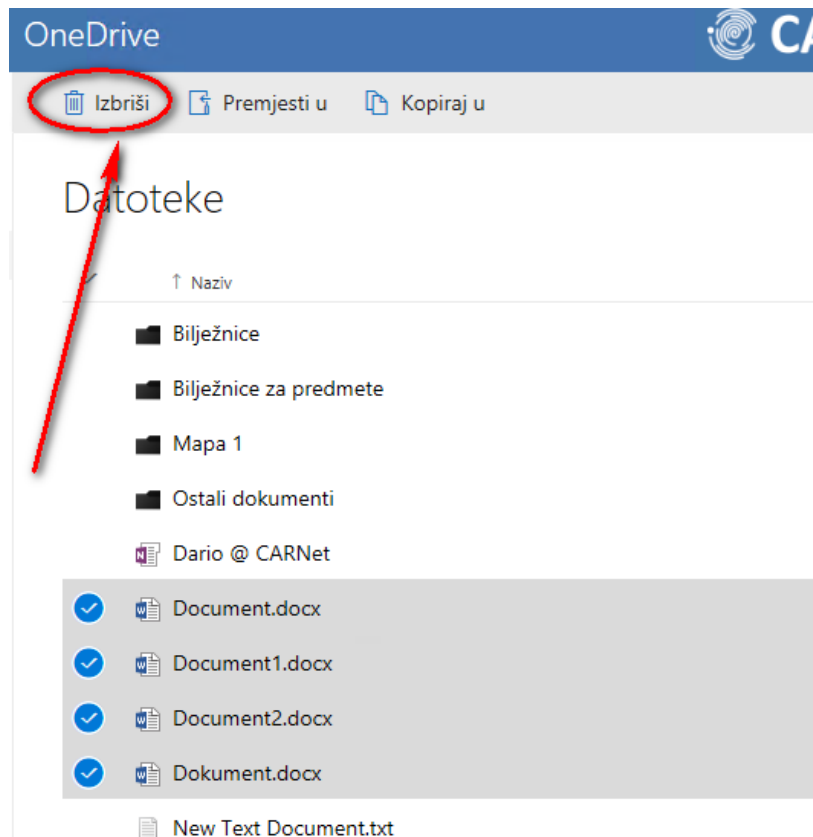 OneDrive CA
Izbriši Premjesti u Kopiraj u
Datoteke
↑ Naziv
Bilježnice
Bilježnice za predmete
Mapa 1
Ostali dokumenti
Dario @ CARNet
Document.docx
Document1.docx
Document2.docx
Dokument.docx
New Text Document.txt